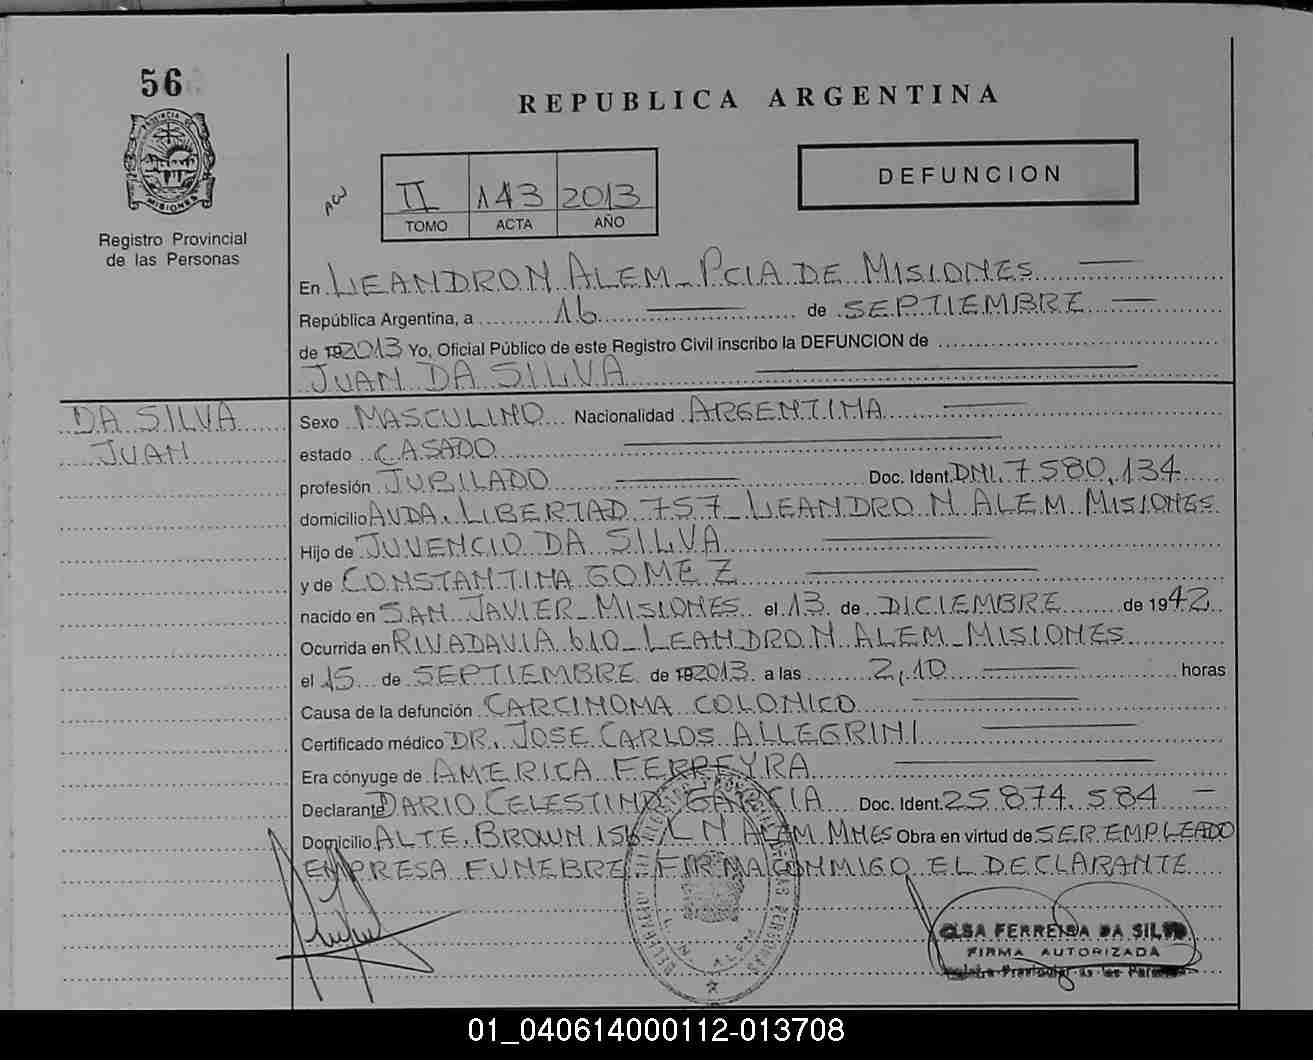 56
REPUBLICA ARGENTINA
PROVINCIA DE
MISIONES
Registro Provincial
de las Personas
II 143 2013
TOMO ACTA AÑO
DEFUNCION
En LEANDRO N ALEM - PCIA DE MISIONES
República Argentina, a 16 de SEPTIEMBRE
de 192013 Yo, Oficial Público de este Registro Civil inscribo la DEFUNCION de
JUAN DA SILVA
DA SILVA
JUAN
Sexo MASCULINO Nacionalidad ARGENTINA
estado CASADO
profesión JUBILADO Doc. Ident. DNI. 7.580.134
domicilio AVDA. LIBERTAD 757 - LEANDRO N ALEM MISIONES
Hijo de JUVENCIO DA SILVA
y de CONSTANTINA GOMEZ
nacido en SAN JAVIER - MISIONES el 13 de DICIEMBRE de 1942
Ocurrida en RIVADAVIA 610 - LEANDRO N ALEM - MISIONES
el 15 de SEPTIEMBRE de 192013 a las 2,10 horas
Causa de la defunción CARCINOMA COLONICO
Certificado médico DR. JOSE CARLOS ALLEGRINI
Era cónyuge de AMERICA FERREYRA
Declarante DARIO CELESTINO GARCIA Doc. Ident. 25.874.584
Domicilio ALTE. BROWN 156 / L N ALEM MNES Obra en virtud de SER EMPLEADO
EMPRESA FUNEBRE - FIRMA CONMIGO EL DECLARANTE
ELSA FERREIRA DA SILVA
FIRMA AUTORIZADA
01_040614000112-013708